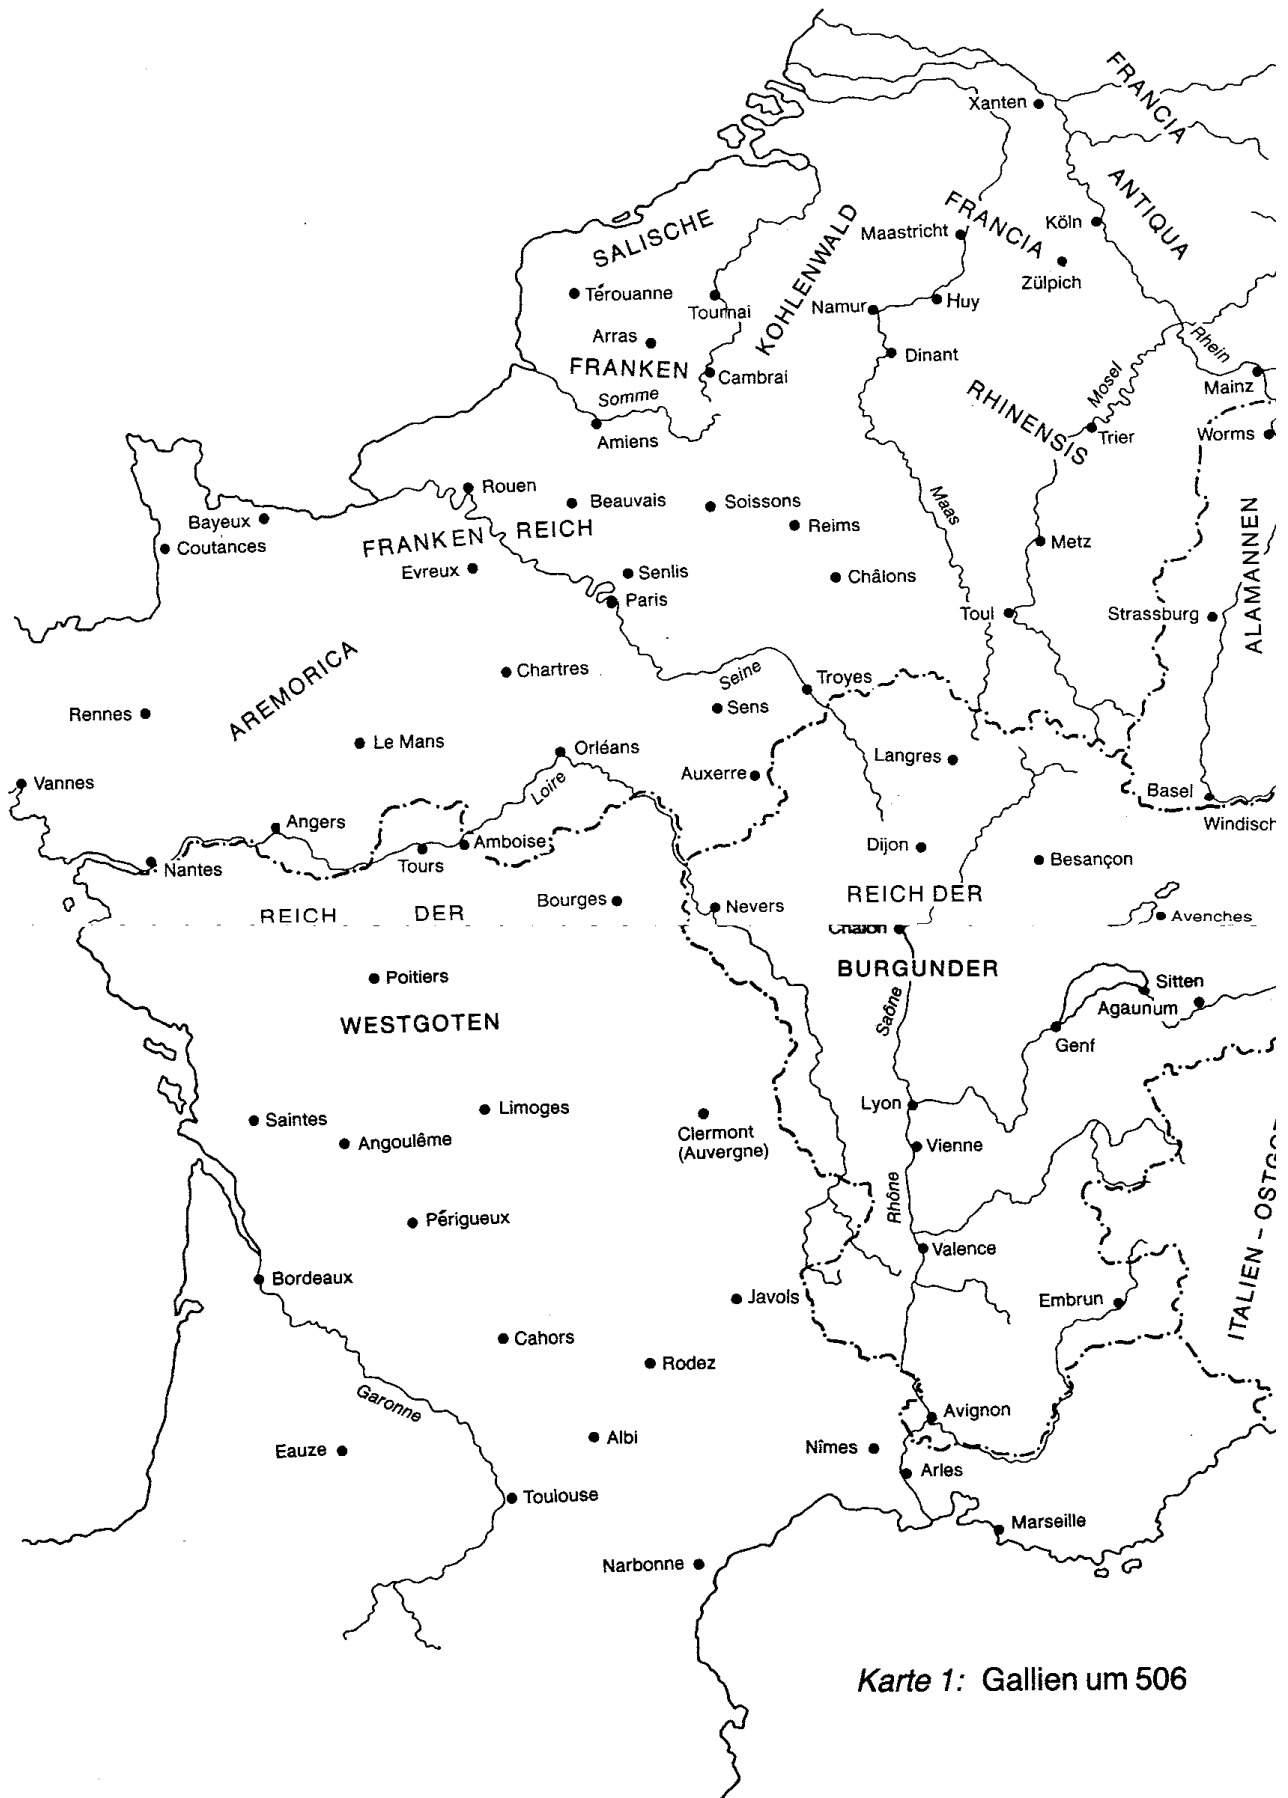 FRANCIA
ANTIQUA
Xanten
SALISCHE
KOHLENWALD
Maastricht
FRANCIA
Köln
Zülpich
Térouanne
Tournai
Namur
Huy
Arras
FRANKEN
Cambrai
Dinant
Rhein
Mainz
Somme
Amiens
RHINENSIS
Mosel
Trier
Worms
Rouen
Beauvais
Soissons
Maas
Bayeux
Coutances
FRANKEN REICH
Reims
Metz
ALAMANNEN
Evreux
Senlis
Châlons
Paris
Toul
Strassburg
AREMORICA
Chartres
Seine
Troyes
Rennes
Sens
Le Mans
Orléans
Langres
Vannes
Loire
Auxerre
Basel
Windisch
Angers
Amboise
Dijon
Besançon
Nantes
Tours
REICH DER
Bourges
Nevers
REICH DER
Avenches
Chalon
Poitiers
BURGUNDER
Sitten
Agaunum
WESTGOTEN
Saône
Genf
Saintes
Limoges
Clermont
(Auvergne)
Lyon
Angoulême
Vienne
Périgueux
Rhône
Valence
ITALIEN – OSTGO
Bordeaux
Javols
Embrun
Cahors
Rodez
Garonne
Avignon
Eauze
Albi
Nîmes
Arles
Toulouse
Marseille
Narbonne
Karte 1: Gallien um 506